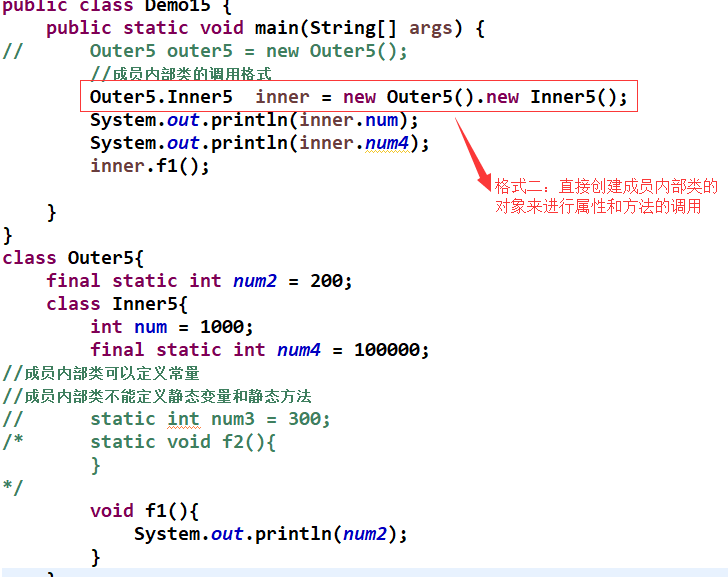 public class Demo15 {
    public static void main(String[] args) {
//      Outer5 outer5 = new Outer5();
        //成员内部类的调用格式
        Outer5.Inner5  inner = new Outer5().new Inner5();
        System.out.println(inner.num);
        System.out.println(inner.num4);
        inner.f1();
    }
}
格式二：直接创建成员内部类的
对象来进行属性和方法的调用
class Outer5{
    final static int num2 = 200;
    class Inner5{
        int num = 1000;
        final static int num4 = 100000;
//成员内部类可以定义常量
//成员内部类不能定义静态变量和静态方法
//      static int num3 = 300;
/*      static void f2(){
        }
*/
        void f1(){
            System.out.println(num2);
        }
    }